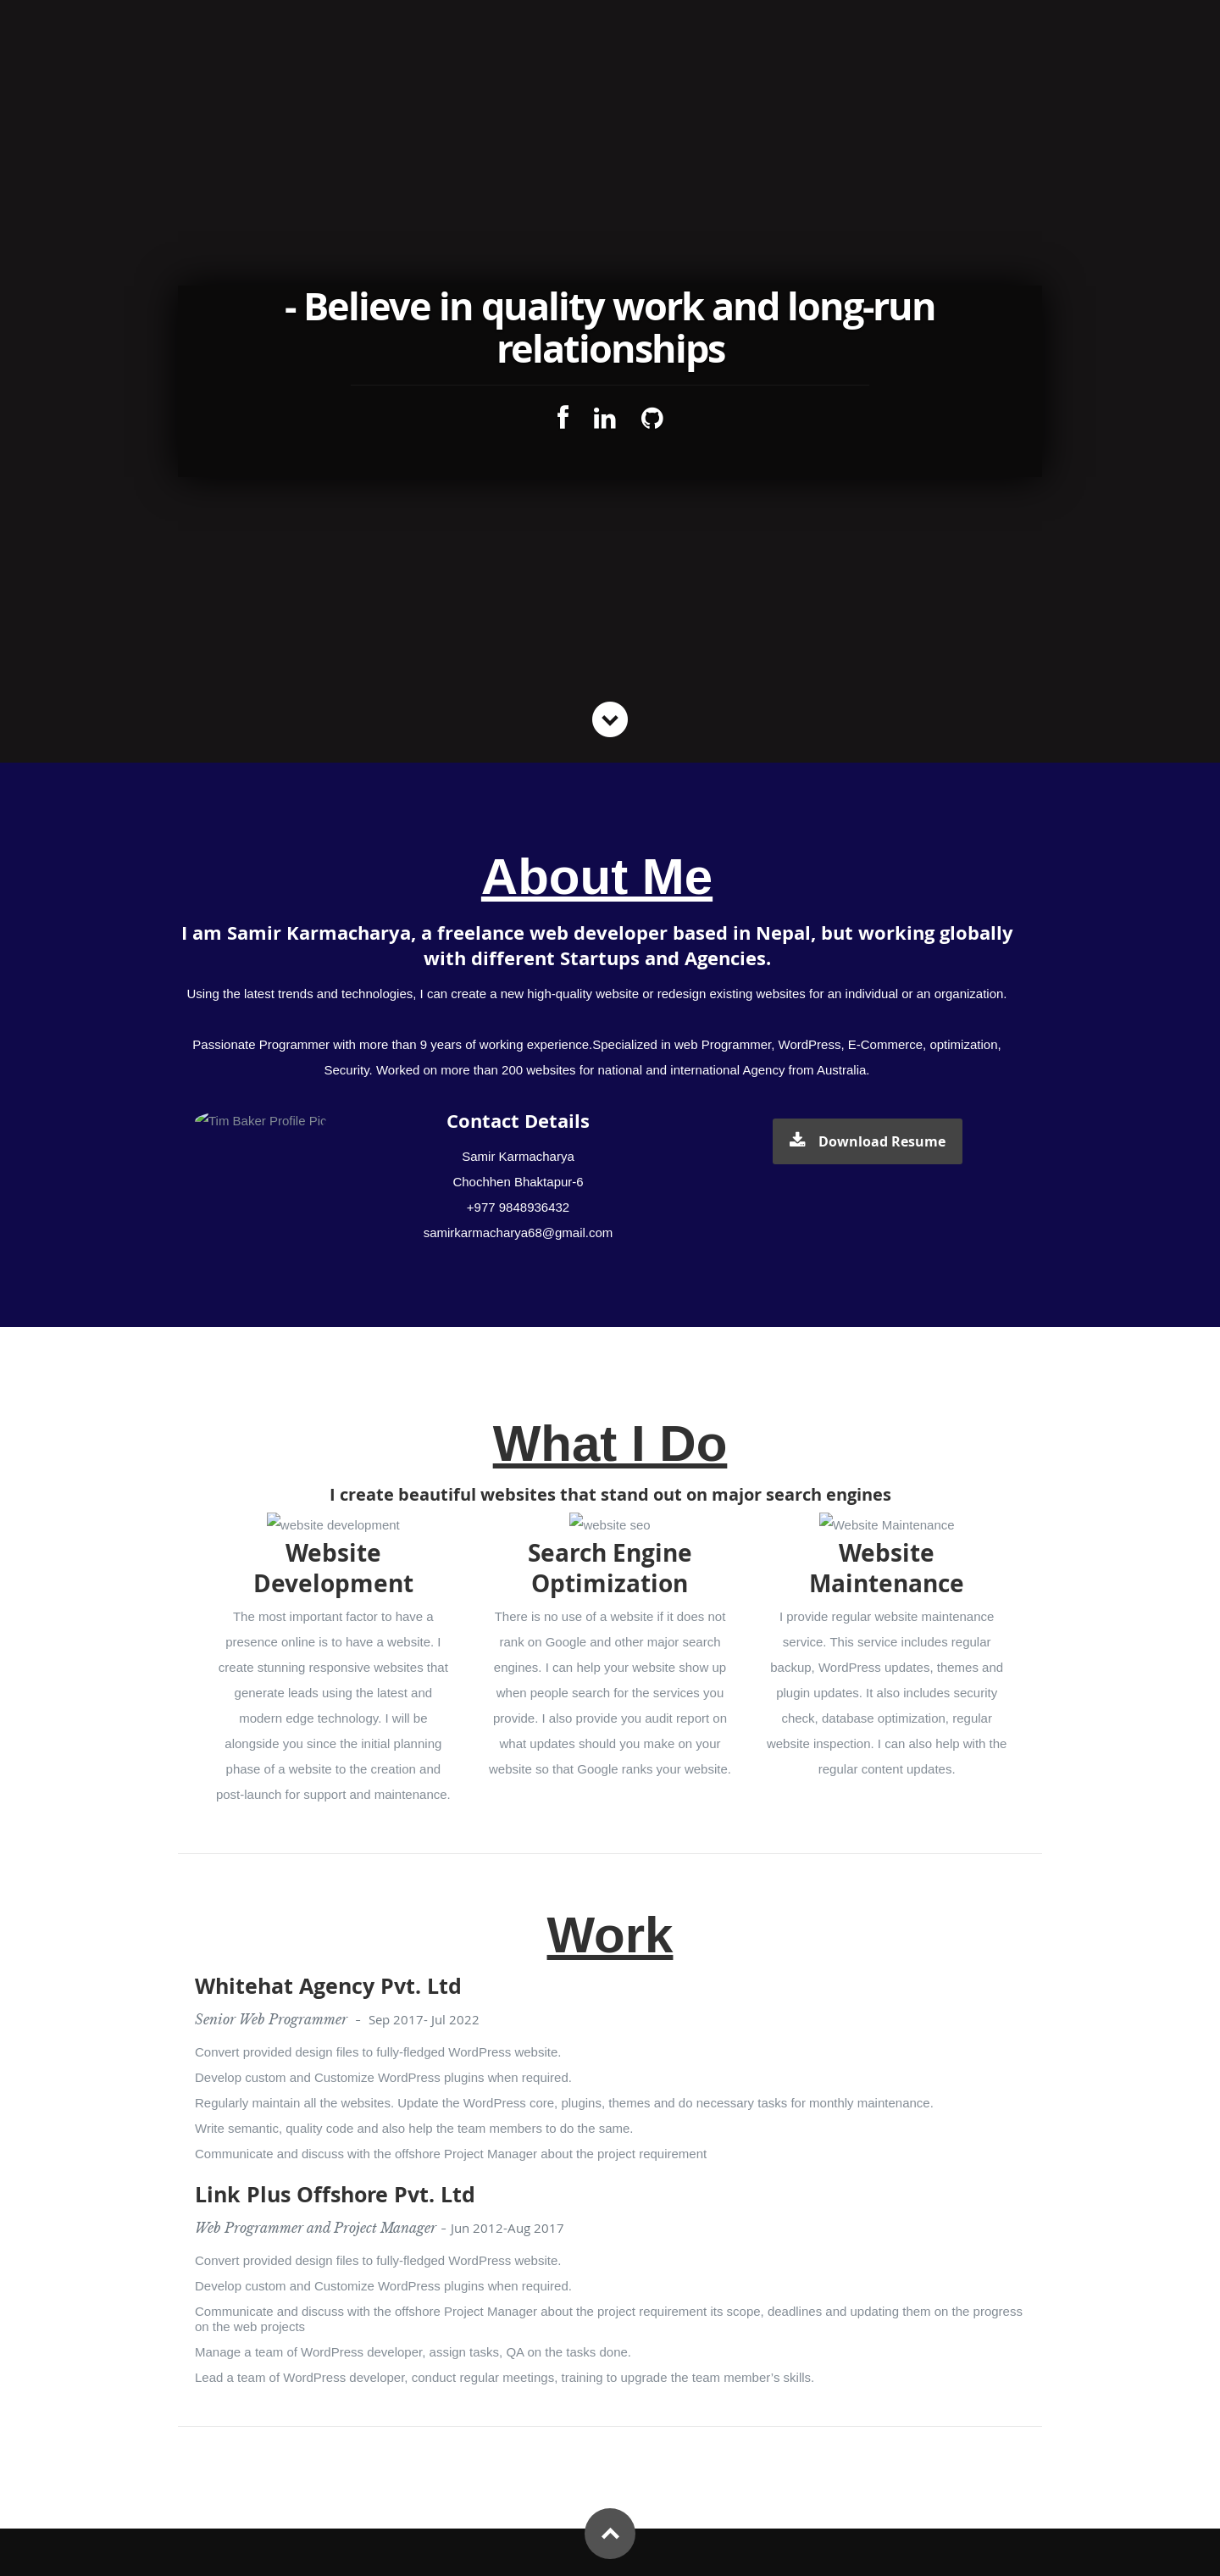 - Believe in quality work and long-run
relationships
About Me
I am Samir Karmacharya, a freelance web developer based in Nepal, but working globally
with different Startups and Agencies.
Using the latest trends and technologies, I can create a new high-quality website or redesign existing websites for an individual or an organization.
Passionate Programmer with more than 9 years of working experience.Specialized in web Programmer, WordPress, E-Commerce, optimization,
Security. Worked on more than 200 websites for national and international Agency from Australia.
Tim Baker Profile Pic
Contact Details
Samir Karmacharya
Chochhen Bhaktapur-6
+977 9848936432
samirkarmacharya68@gmail.com
Download Resume
What I Do
I create beautiful websites that stand out on major search engines
website development
Website
Development
The most important factor to have a
presence online is to have a website. I
create stunning responsive websites that
generate leads using the latest and
modern edge technology. I will be
alongside you since the initial planning
phase of a website to the creation and
post-launch for support and maintenance.
website seo
Search Engine
Optimization
There is no use of a website if it does not
rank on Google and other major search
engines. I can help your website show up
when people search for the services you
provide. I also provide you audit report on
what updates should you make on your
website so that Google ranks your website.
Website Maintenance
Website
Maintenance
I provide regular website maintenance
service. This service includes regular
backup, WordPress updates, themes and
plugin updates. It also includes security
check, database optimization, regular
website inspection. I can also help with the
regular content updates.
Work
Whitehat Agency Pvt. Ltd
Senior Web Programmer - Sep 2017- Jul 2022
Convert provided design files to fully-fledged WordPress website.
Develop custom and Customize WordPress plugins when required.
Regularly maintain all the websites. Update the WordPress core, plugins, themes and do necessary tasks for monthly maintenance.
Write semantic, quality code and also help the team members to do the same.
Communicate and discuss with the offshore Project Manager about the project requirement
Link Plus Offshore Pvt. Ltd
Web Programmer and Project Manager - Jun 2012-Aug 2017
Convert provided design files to fully-fledged WordPress website.
Develop custom and Customize WordPress plugins when required.
Communicate and discuss with the offshore Project Manager about the project requirement its scope, deadlines and updating them on the progress
on the web projects
Manage a team of WordPress developer, assign tasks, QA on the tasks done.
Lead a team of WordPress developer, conduct regular meetings, training to upgrade the team member’s skills.